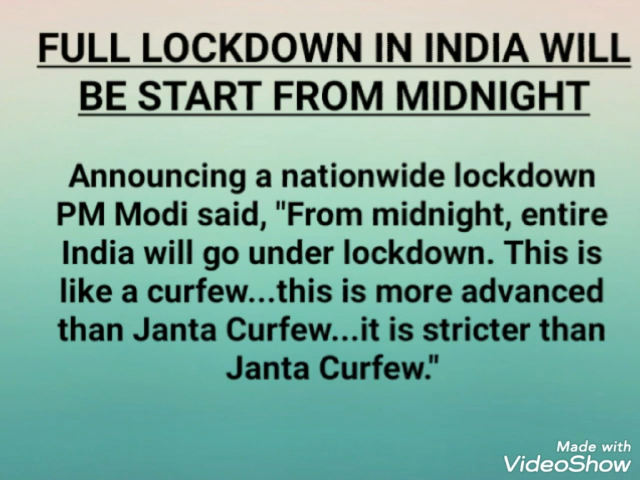 FULL LOCKDOWN IN INDIA WILL
BE START FROM MIDNIGHT
Announcing a nationwide lockdown
PM Modi said, "From midnight, entire
India will go under lockdown. This is
like a curfew...this is more advanced
than Janta Curfew...it is stricter than
Janta Curfew."
Made with
VideoShow